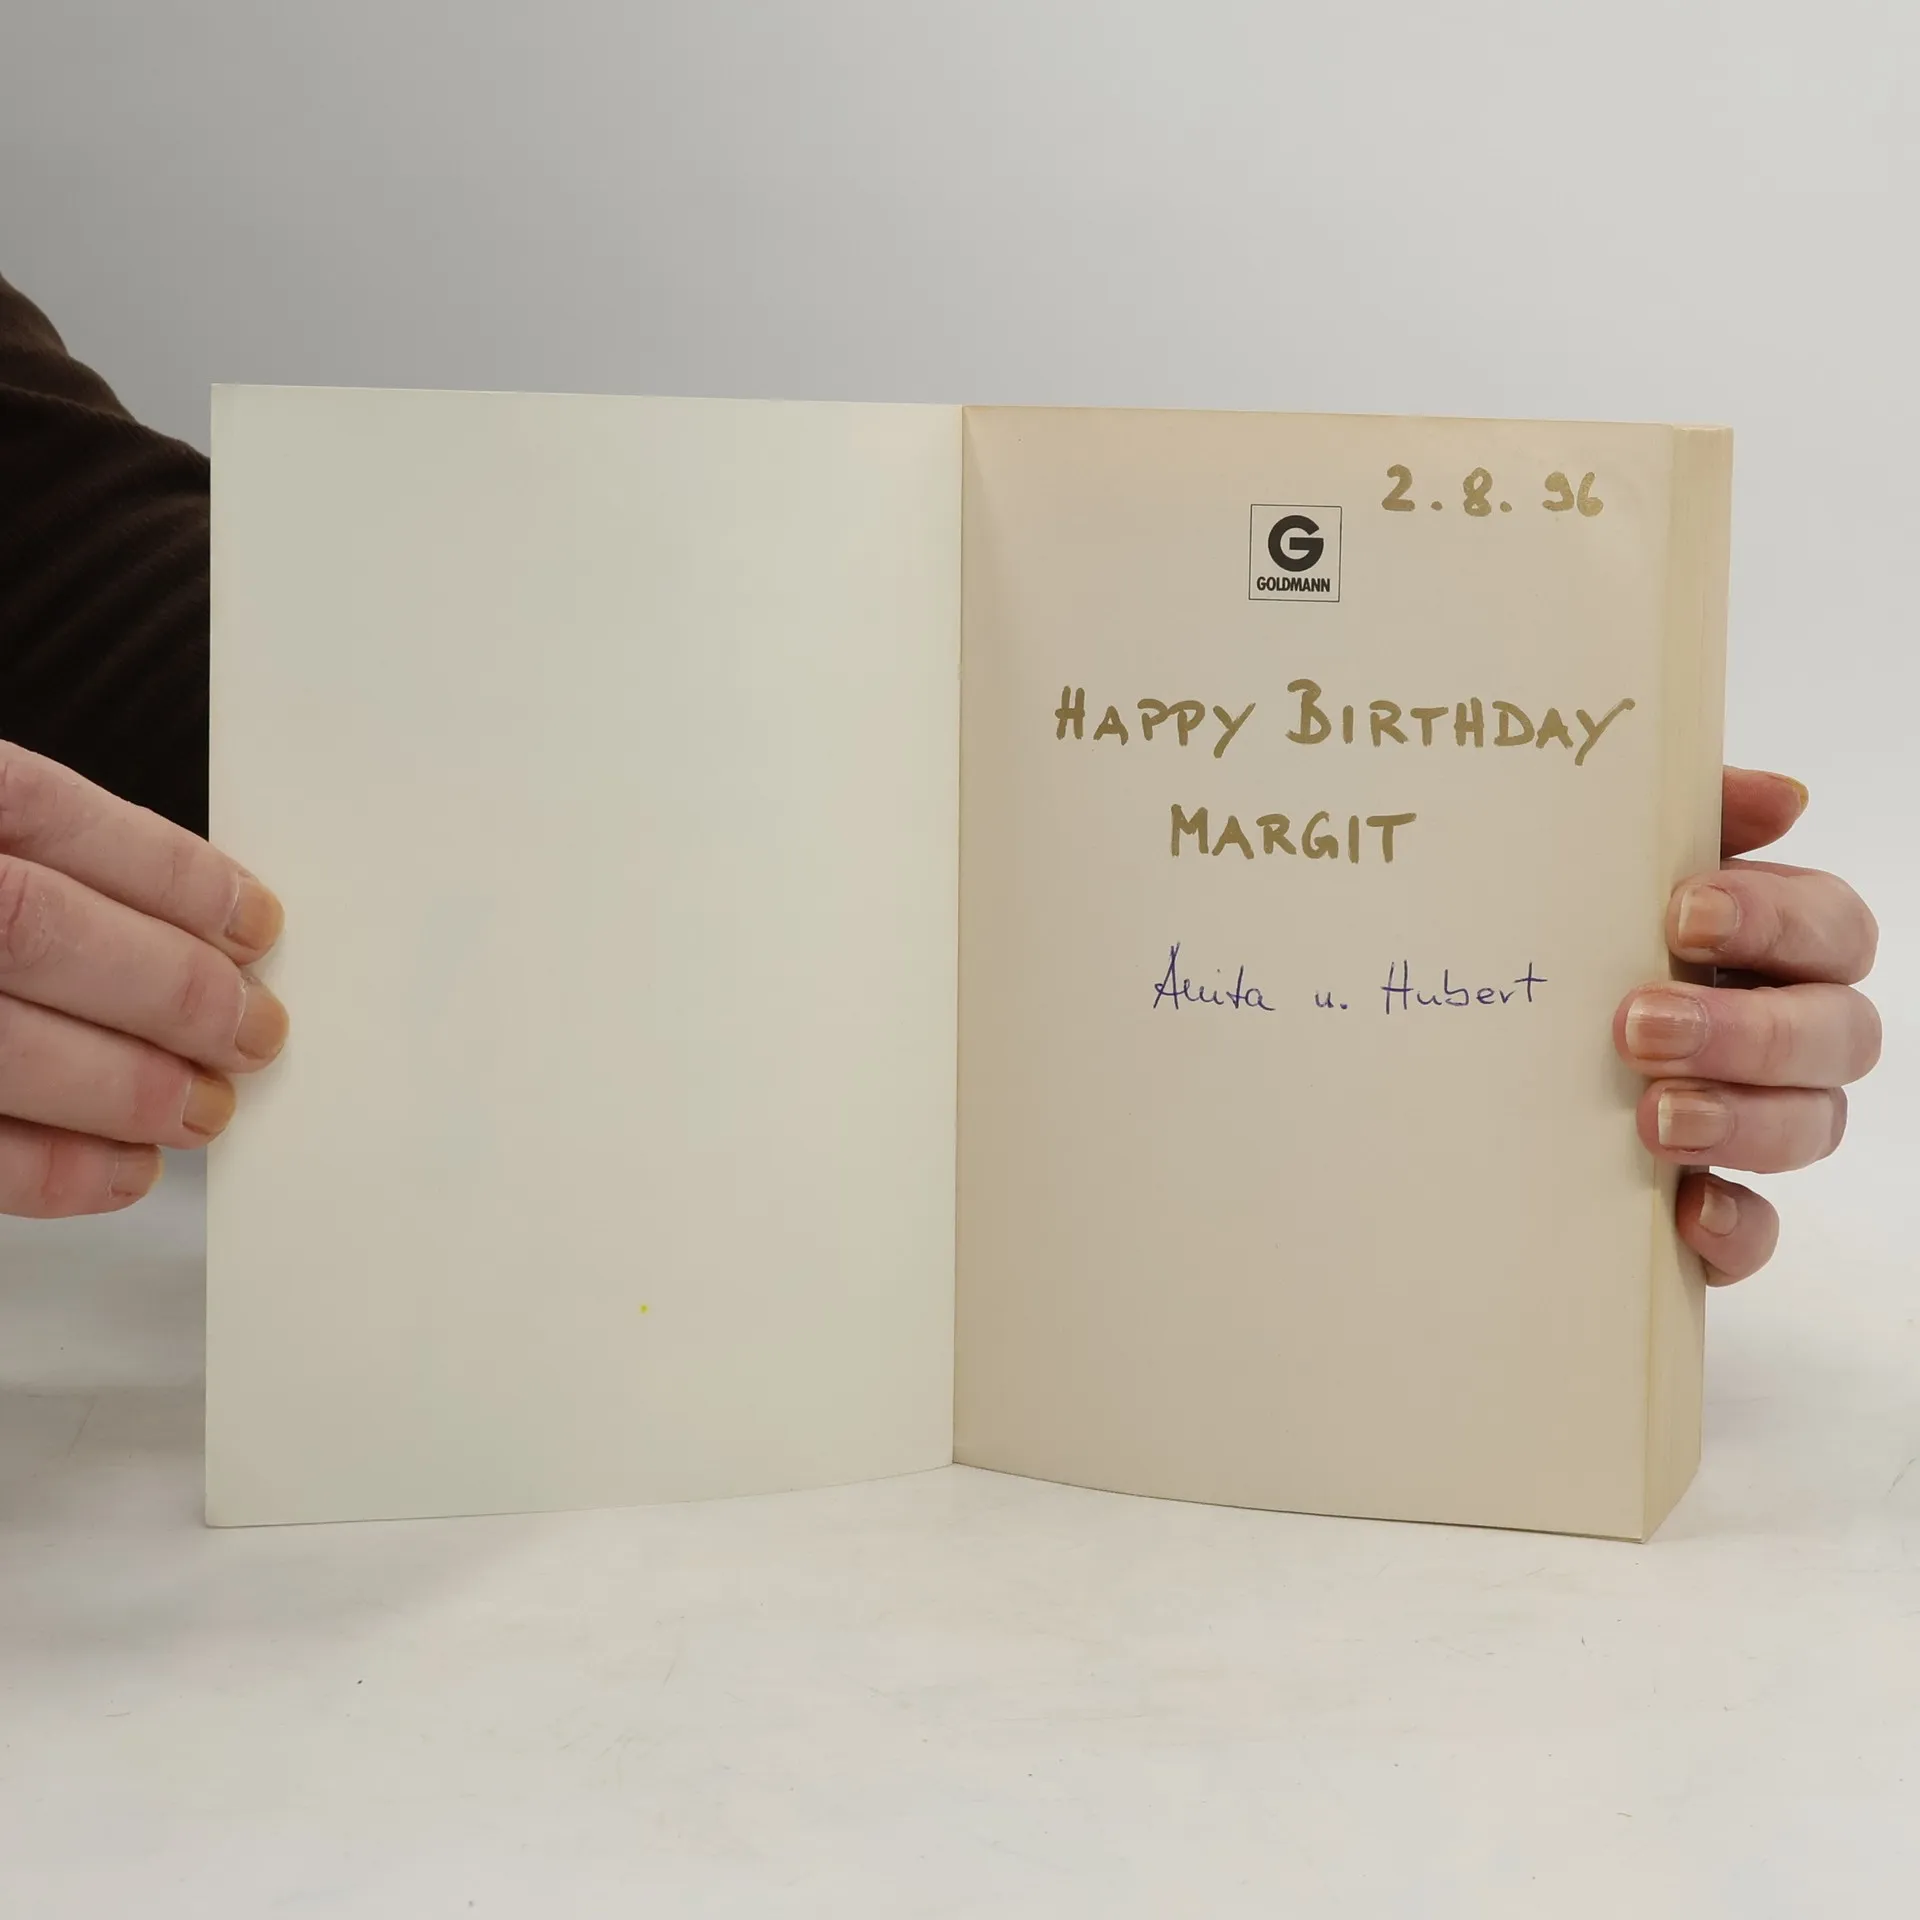 2. 8. 96
G
GOLDMANN
HAPPY BIRTHDAY
MARGIT
Anita u. Hubert